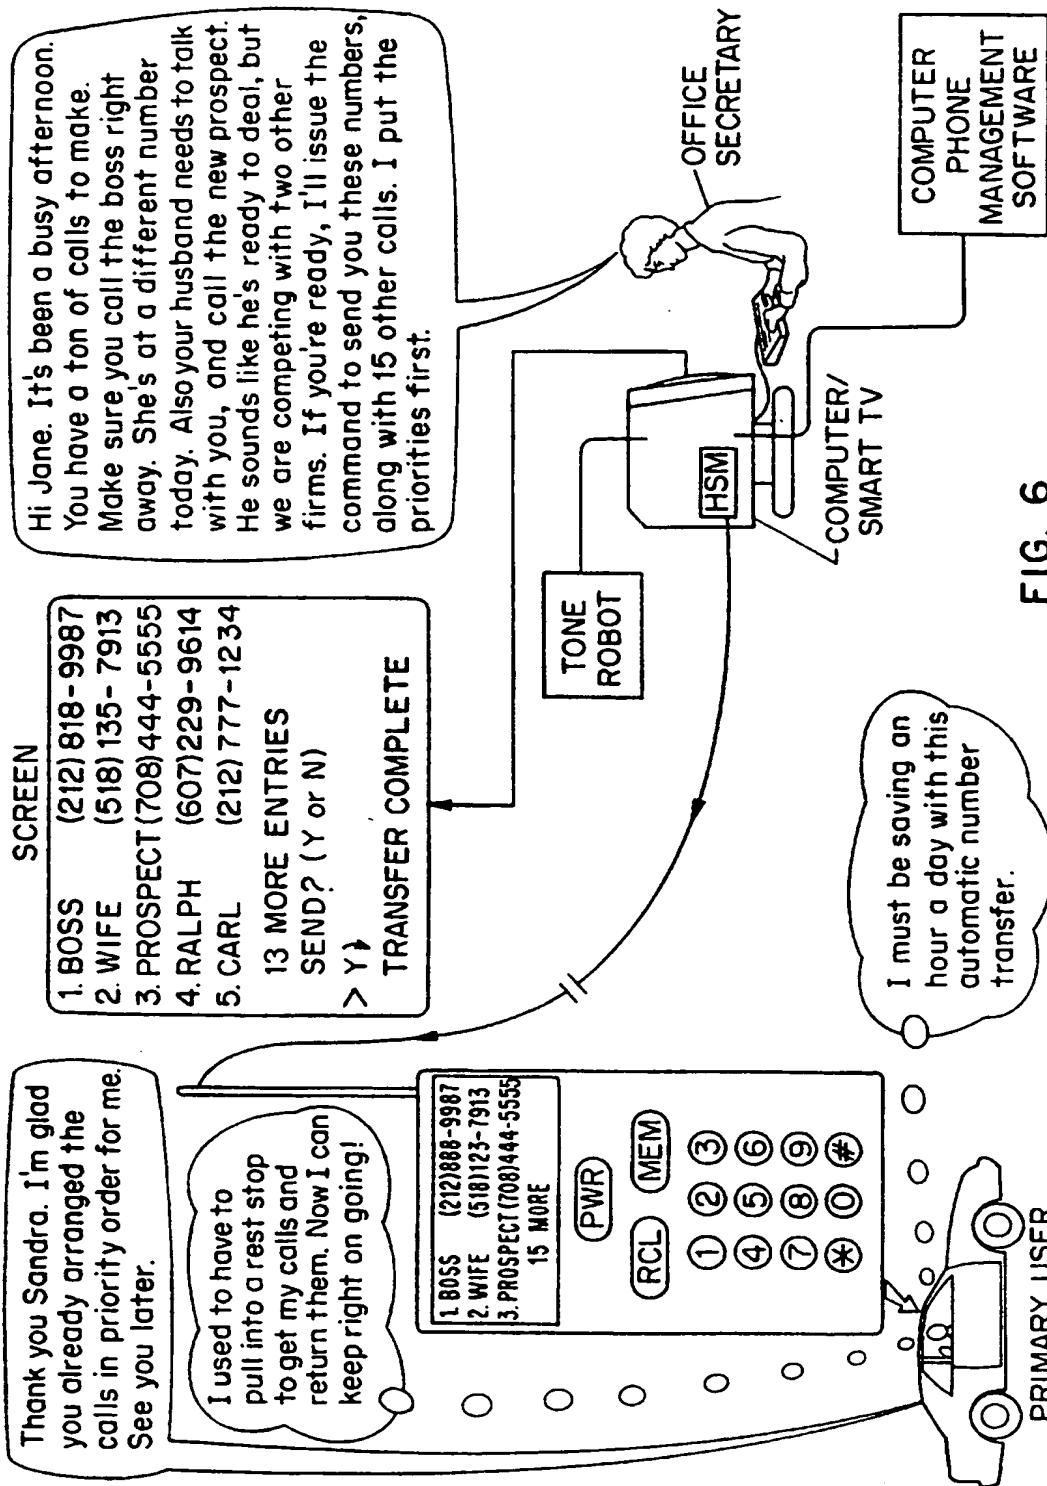 Thank you Sandra. I'm glad
you already arranged the
calls in priority order for me.
See you later.
I used to have to
pull into a rest stop
to get my calls and
return them. Now I can
keep right on going!
1. BOSS (212)888-9987
2. WIFE (518)123-7913
3. PROSPECT(708)444-5555
15 MORE
PWR
RCL MEM
1 2 3
4 5 6
7 8 9
* 0 #
PRIMARY USER
I must be saving an
hour a day with this
automatic number
transfer.
SCREEN
1. BOSS (212) 818-9987
2. WIFE (518) 135-7913
3. PROSPECT(708)444-5555
4. RALPH (607)229-9614
5. CARL (212) 777-1234
13 MORE ENTRIES
SEND? (Y or N)
> Y
TRANSFER COMPLETE
Hi Jane. It's been a busy afternoon.
You have a ton of calls to make.
Make sure you call the boss right
away. She's at a different number
today. Also your husband needs to talk
with you, and call the new prospect.
He sounds like he's ready to deal, but
we are competing with two other
firms. If you're ready, I'll issue the
command to send you these numbers,
along with 15 other calls. I put the
priorities first.
TONE
ROBOT
HSM
COMPUTER/
SMART TV
OFFICE
SECRETARY
COMPUTER
PHONE
MANAGEMENT
SOFTWARE
FIG. 6